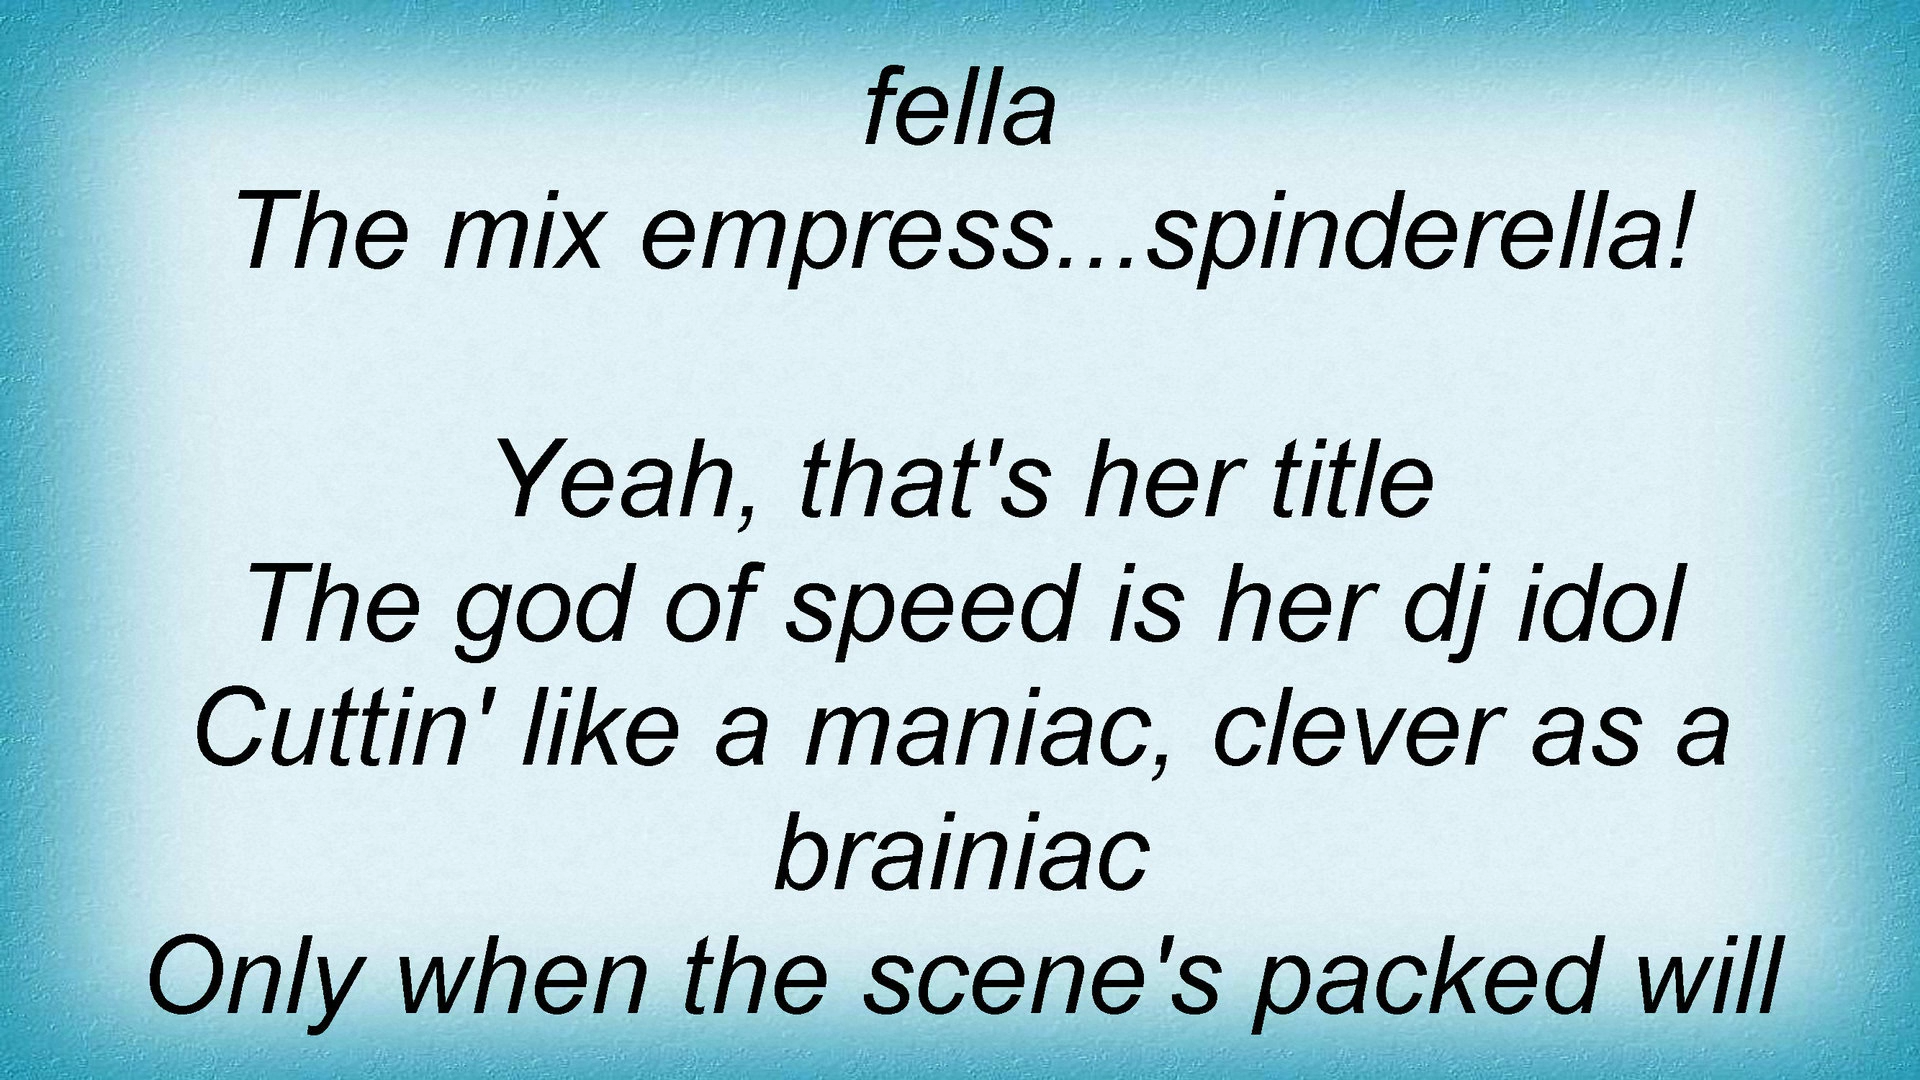 fella
The mix empress...spinderella!
Yeah, that's her title
The god of speed is her dj idol
Cuttin' like a maniac, clever as a
brainiac
Only when the scene's packed will